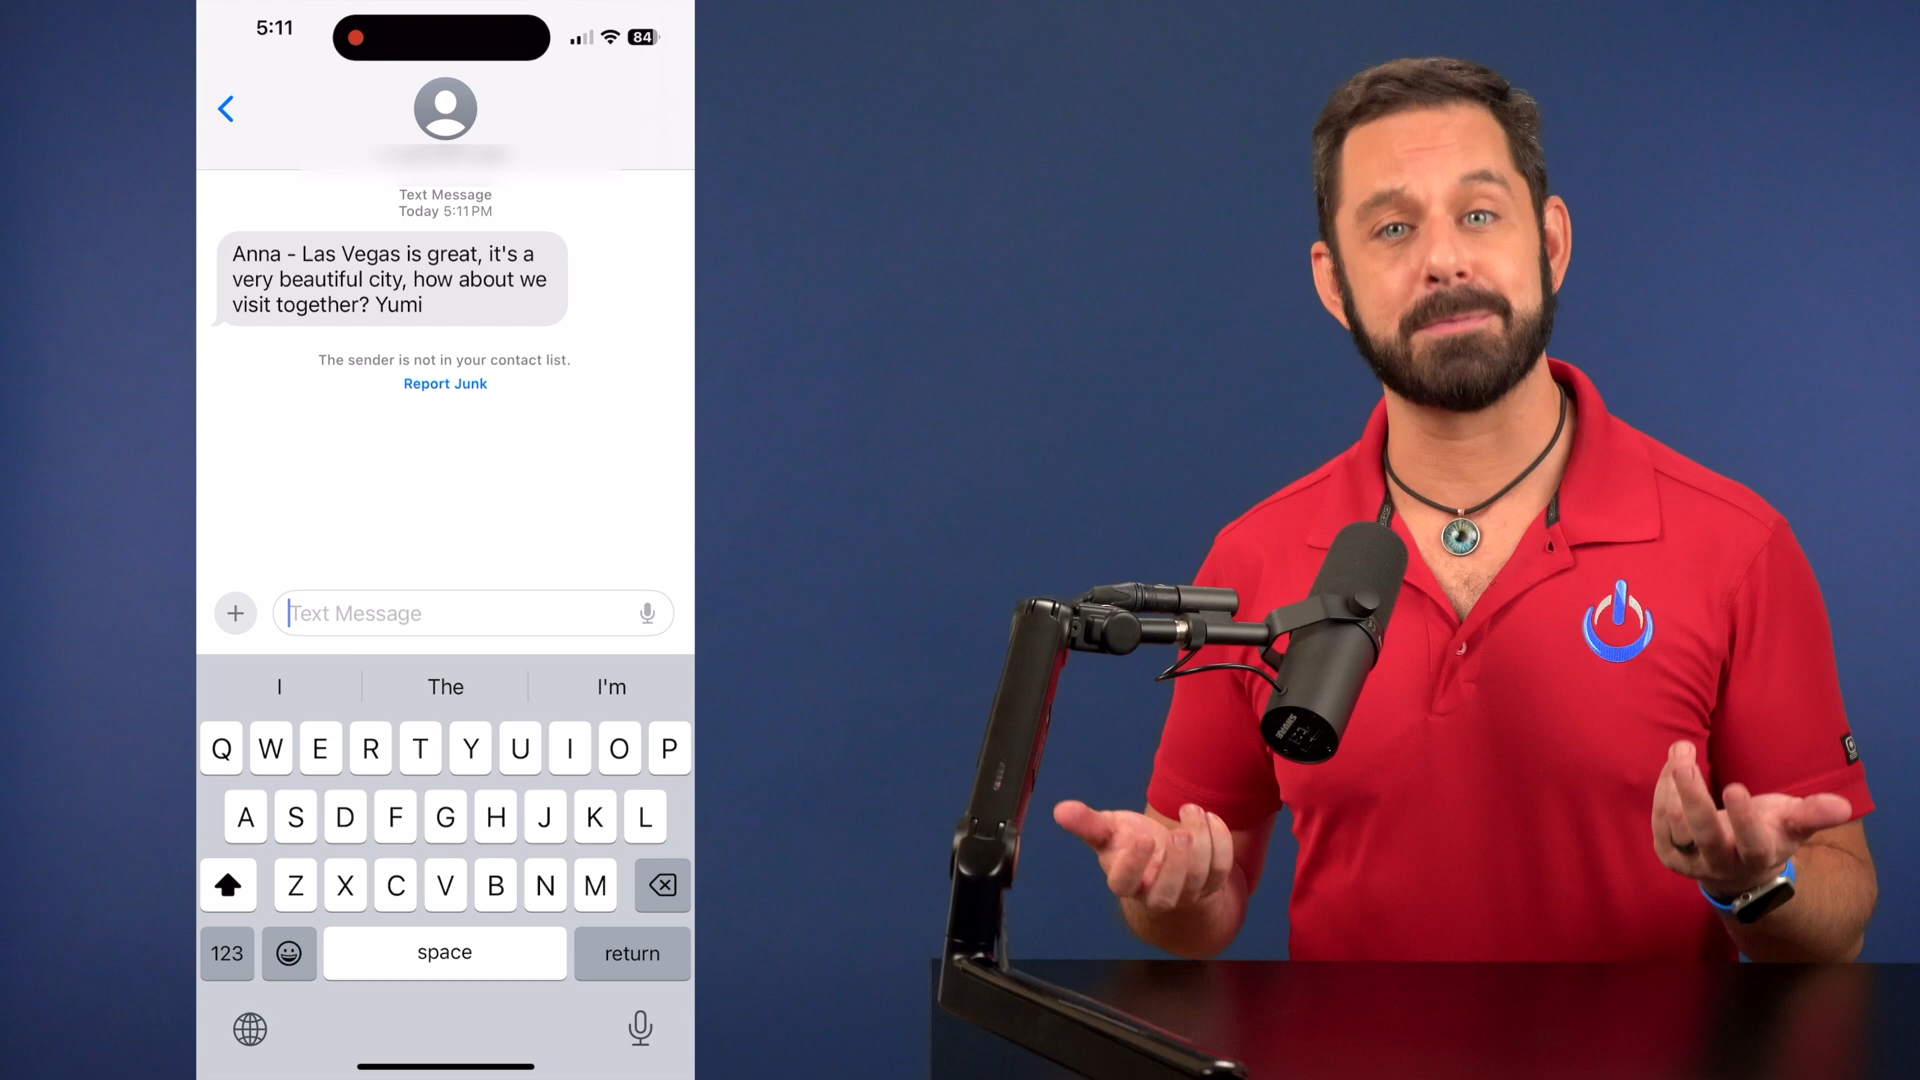 5:11
84
Text Message
Today 5:11 PM
Anna - Las Vegas is great, it's a
very beautiful city, how about we
visit together? Yumi
The sender is not in your contact list.
Report Junk
Text Message
I The I'm
Q W E R T Y U I O P
A S D F G H J K L
Z X C V B N M
123 space return
SHURE